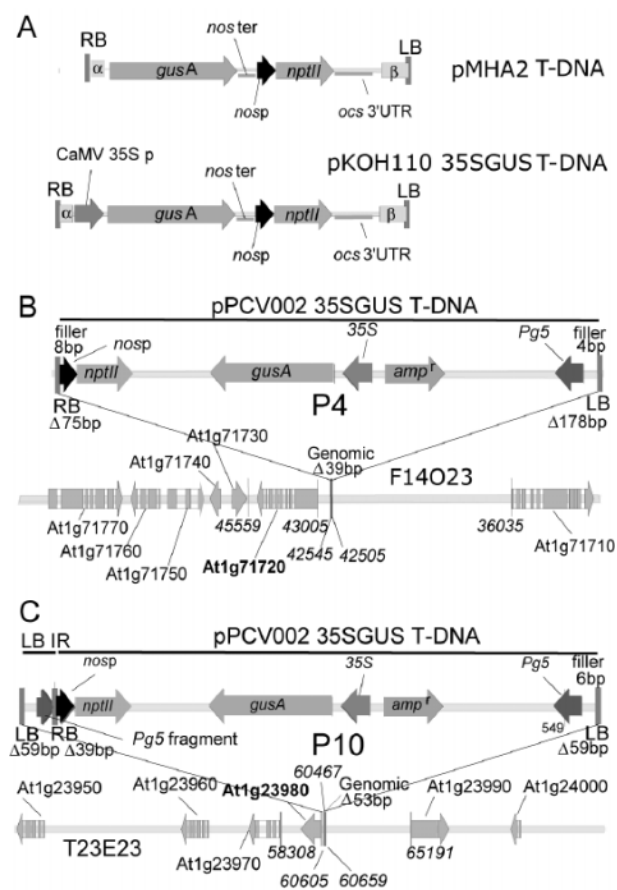 A
RB
nos ter
LB
α
gusA
nptII
β
pMHA2 T-DNA
nosp
ocs 3'UTR
CaMV 35S p
pKOH110 35SGUS T-DNA
RB
nos ter
LB
α
gusA
nptII
β
nosp
ocs 3'UTR
B
pPCV002 35SGUS T-DNA
filler
8bp
nosp
35S
Pg5
filler
4bp
nptII
gusA
amp r
RB
Δ75bp
P4
LB
Δ178bp
At1g71730
At1g71740
Genomic
Δ39bp
F14O23
At1g71770
45559
43005
36035
At1g71760
At1g71710
At1g71750
At1g71720
42545
42505
C
LB IR
pPCV002 35SGUS T-DNA
nosp
35S
Pg5
filler
6bp
nptII
gusA
amp r
549
LB
Δ59bp
RB
Δ39bp
Pg5 fragment
P10
LB
Δ59bp
At1g23950
At1g23960
At1g23980
60467
Genomic
Δ53bp
At1g23990
At1g24000
T23E23
At1g23970
58308
65191
60605
60659